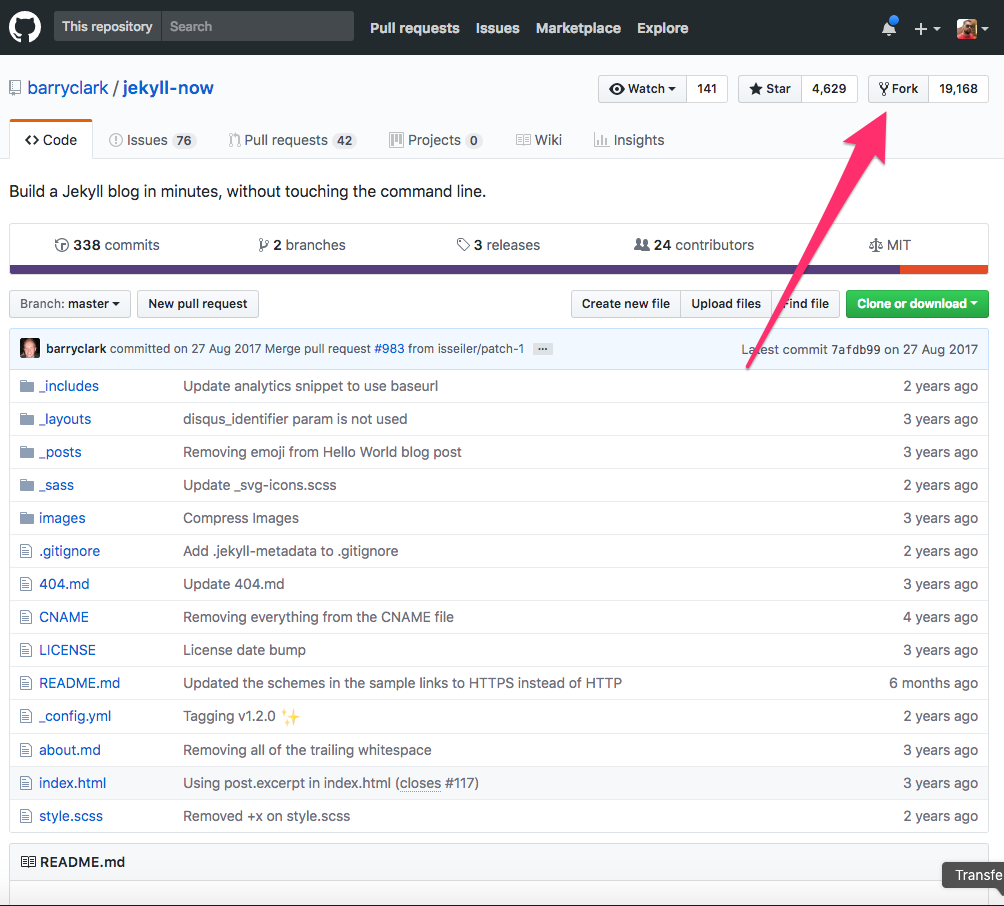 This repository Search Pull requests Issues Marketplace Explore
barryclark / jekyll-now Watch 141 Star 4,629 Fork 19,168
Code Issues 76 Pull requests 42 Projects 0 Wiki Insights
Build a Jekyll blog in minutes, without touching the command line.
338 commits 2 branches 3 releases 24 contributors MIT
Branch: master New pull request Create new file Upload files Find file Clone or download
barryclark committed on 27 Aug 2017 Merge pull request #983 from isseiler/patch-1 ... Latest commit 7afdb99 on 27 Aug 2017
_includes Update analytics snippet to use baseurl 2 years ago
_layouts disqus_identifier param is not used 3 years ago
_posts Removing emoji from Hello World blog post 3 years ago
_sass Update _svg-icons.scss 2 years ago
images Compress Images 3 years ago
.gitignore Add .jekyll-metadata to .gitignore 2 years ago
404.md Update 404.md 3 years ago
CNAME Removing everything from the CNAME file 4 years ago
LICENSE License date bump 3 years ago
README.md Updated the schemes in the sample links to HTTPS instead of HTTP 6 months ago
_config.yml Tagging v1.2.0 ✨ 2 years ago
about.md Removing all of the trailing whitespace 3 years ago
index.html Using post.excerpt in index.html (closes #117) 3 years ago
style.scss Removed +x on style.scss 2 years ago
README.md
Transfe